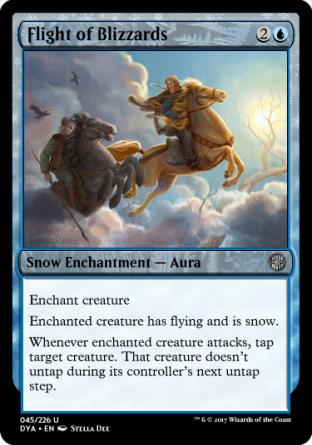 Flight of Blizzards 2
Snow Enchantment — Aura
Enchant creature
Enchanted creature has flying and is snow.
Whenever enchanted creature attacks, tap
target creature. That creature doesn't
untap during its controller's next untap
step.
045/226 U
DYA • EN Stella Dee
™ & © 2017 Wizards of the Coast